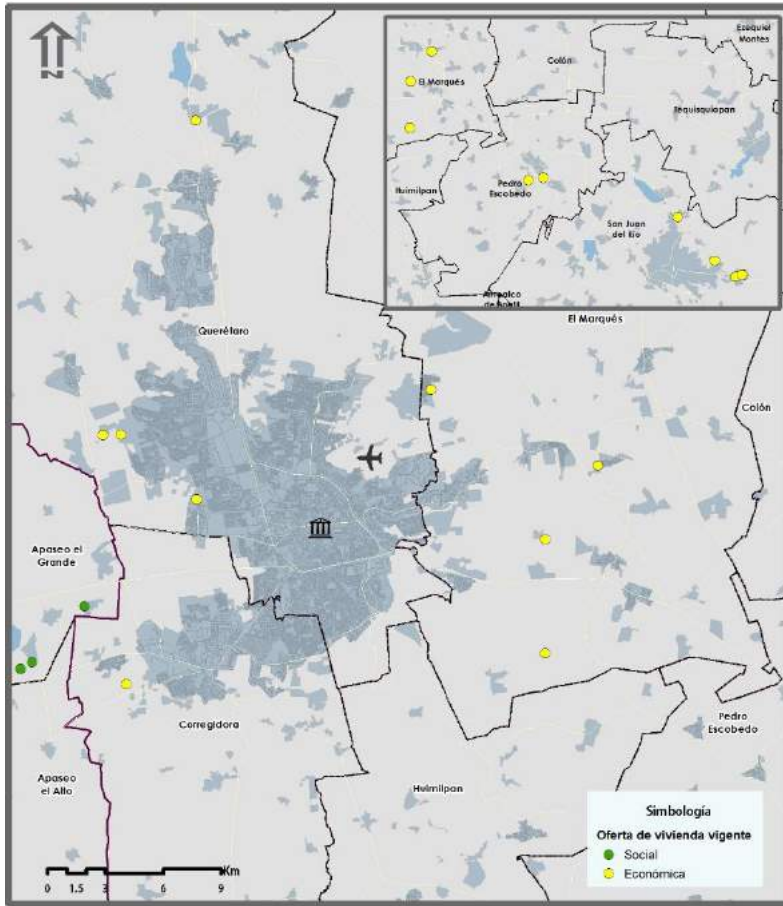 N
Ezequiel
Montes
Colón
El Marqués
Tequisquiapan
Huimilpan
Pedro
Escobedo
San Juan
del Río
Amealco
de Bonfil
Querétaro
El Marqués
Colón
Apaseo el
Grande
Corregidora
Pedro
Escobedo
Apaseo
el Alto
Huimilpan
Km
0 1.5 3 6 9
Simbología
Oferta de vivienda vigente
Social
Económica